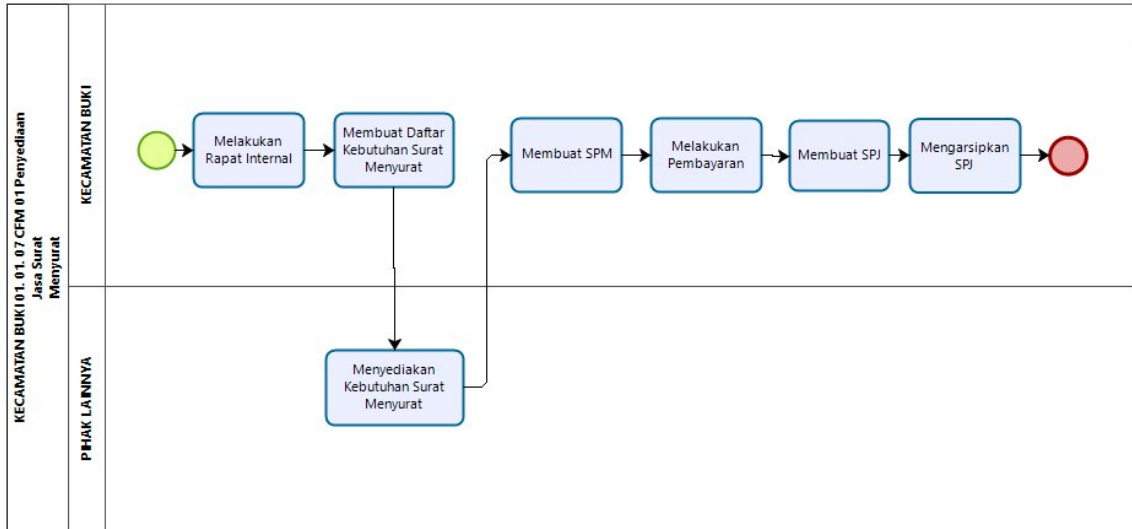 KECAMATAN BUKI 01. 01. 07 CFM 01 Penyediaan
Jasa Surat
Menyurat
KECAMATAN BUKI
Melakukan
Rapat Internal
Membuat Daftar
Kebutuhan Surat
Menyurat
Membuat SPM
Melakukan
Pembayaran
Membuat SPJ
Mengarsipkan
SPJ
PIHAK LAINNYA
Menyediakan
Kebutuhan Surat
Menyurat